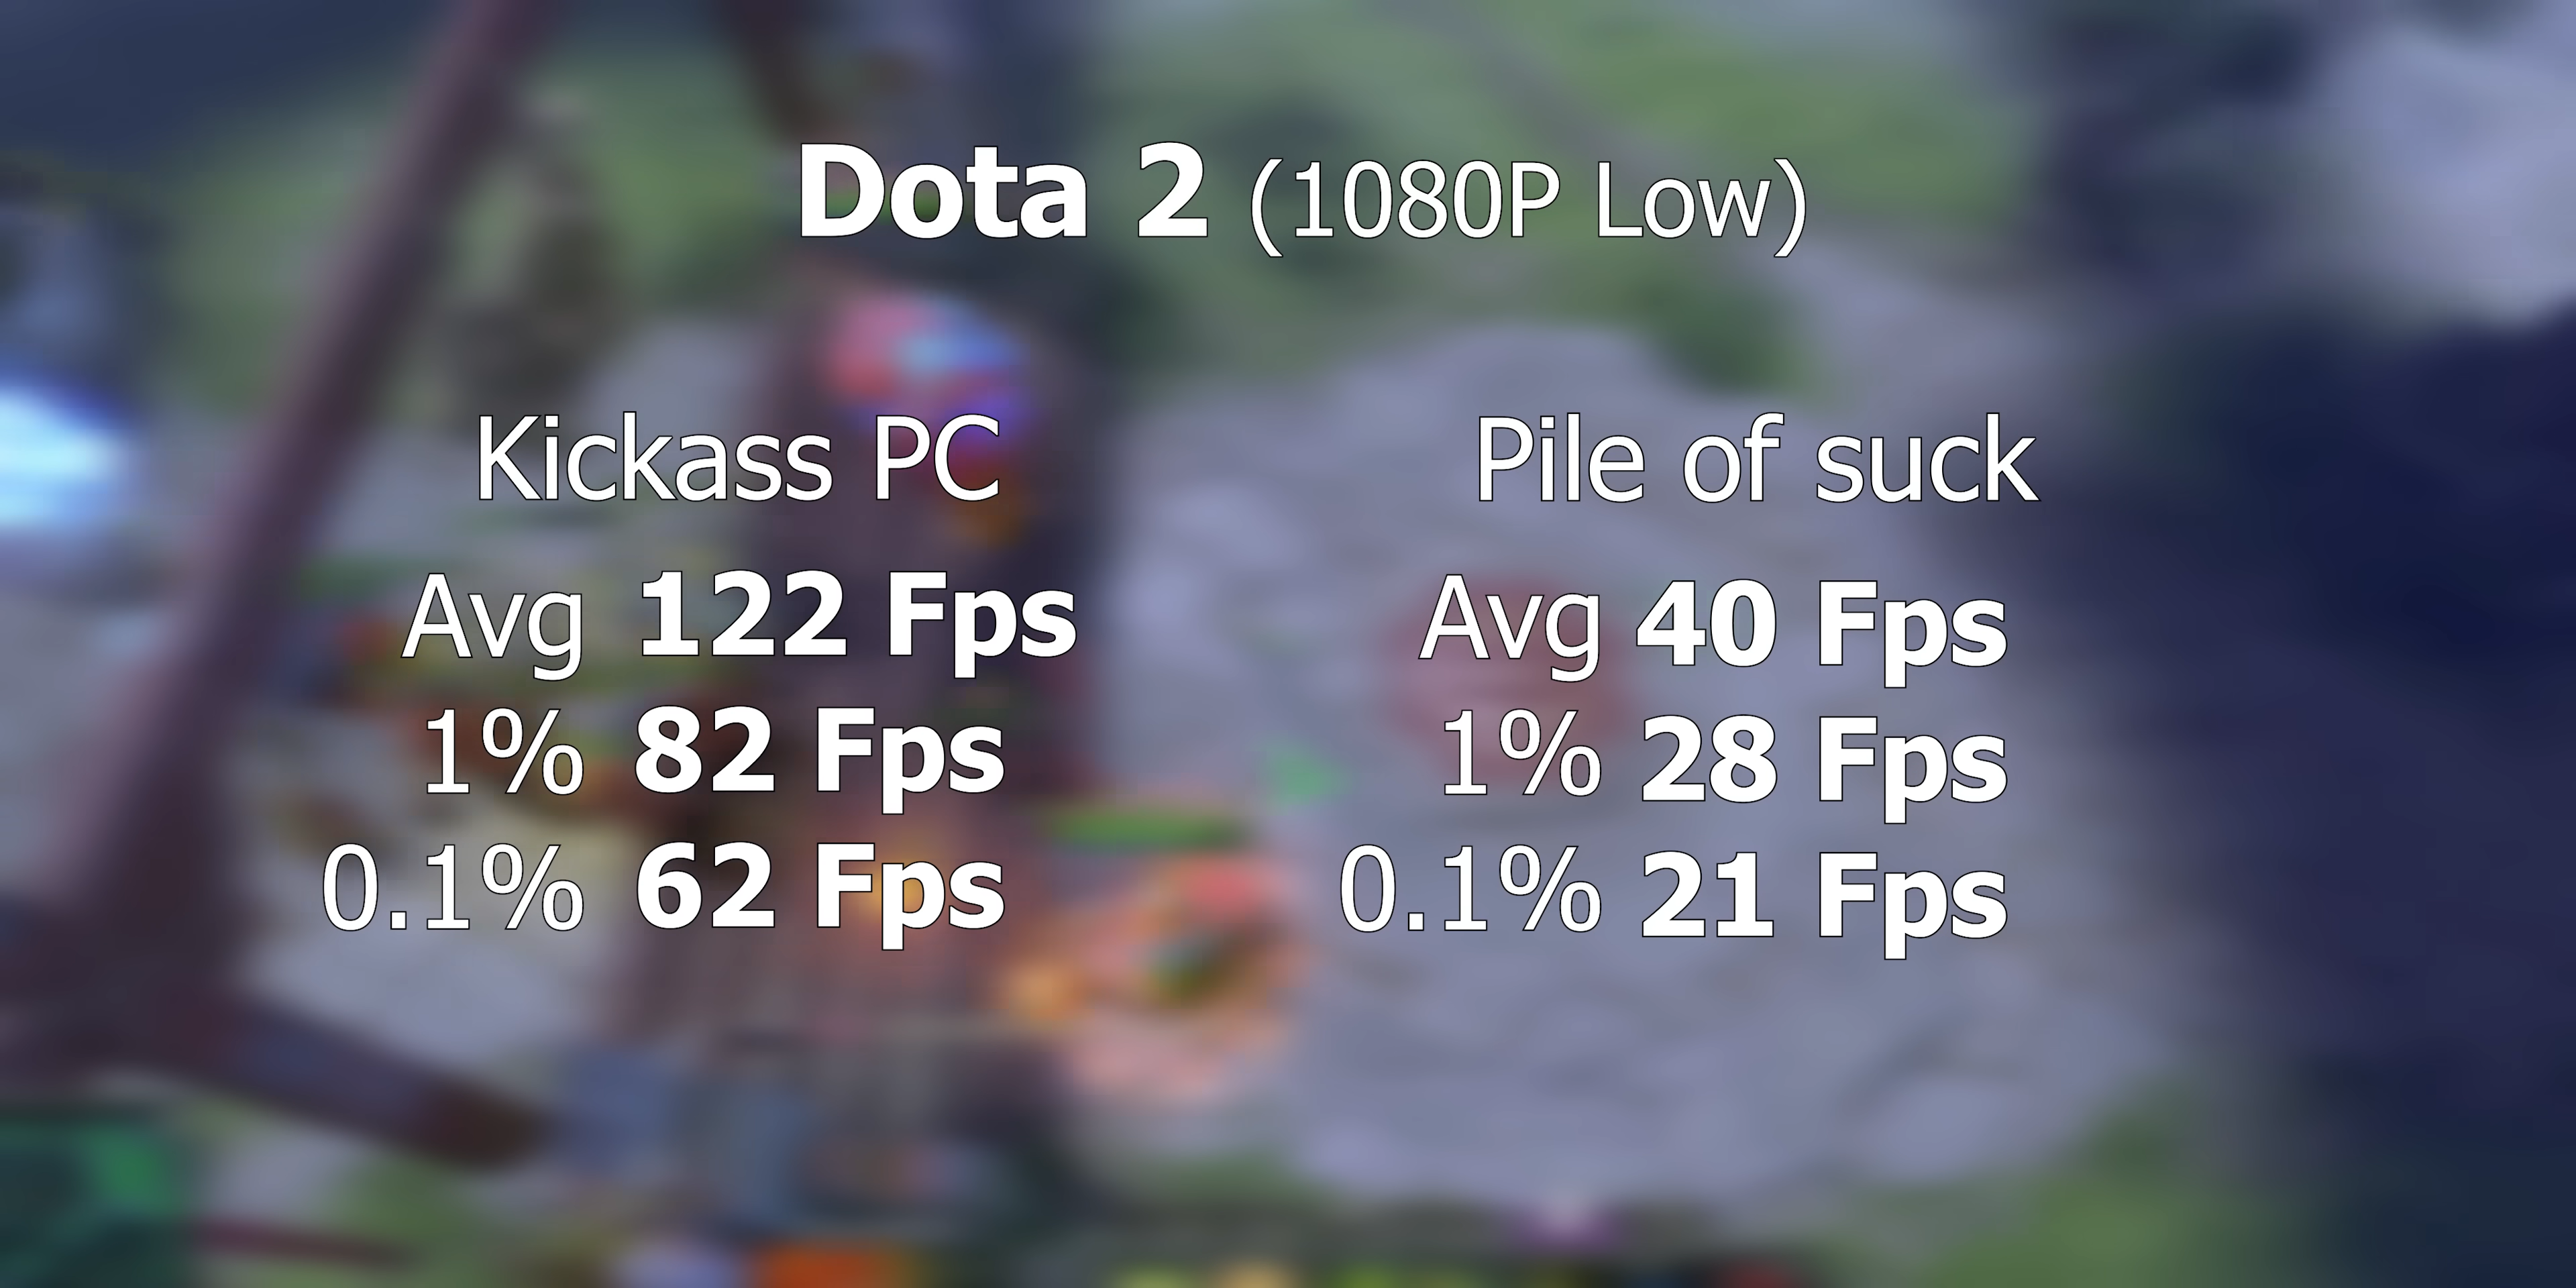 Dota 2 (1080P Low)
Kickass PC
Avg 122 Fps
1% 82 Fps
0.1% 62 Fps
Pile of suck
Avg 40 Fps
1% 28 Fps
0.1% 21 Fps